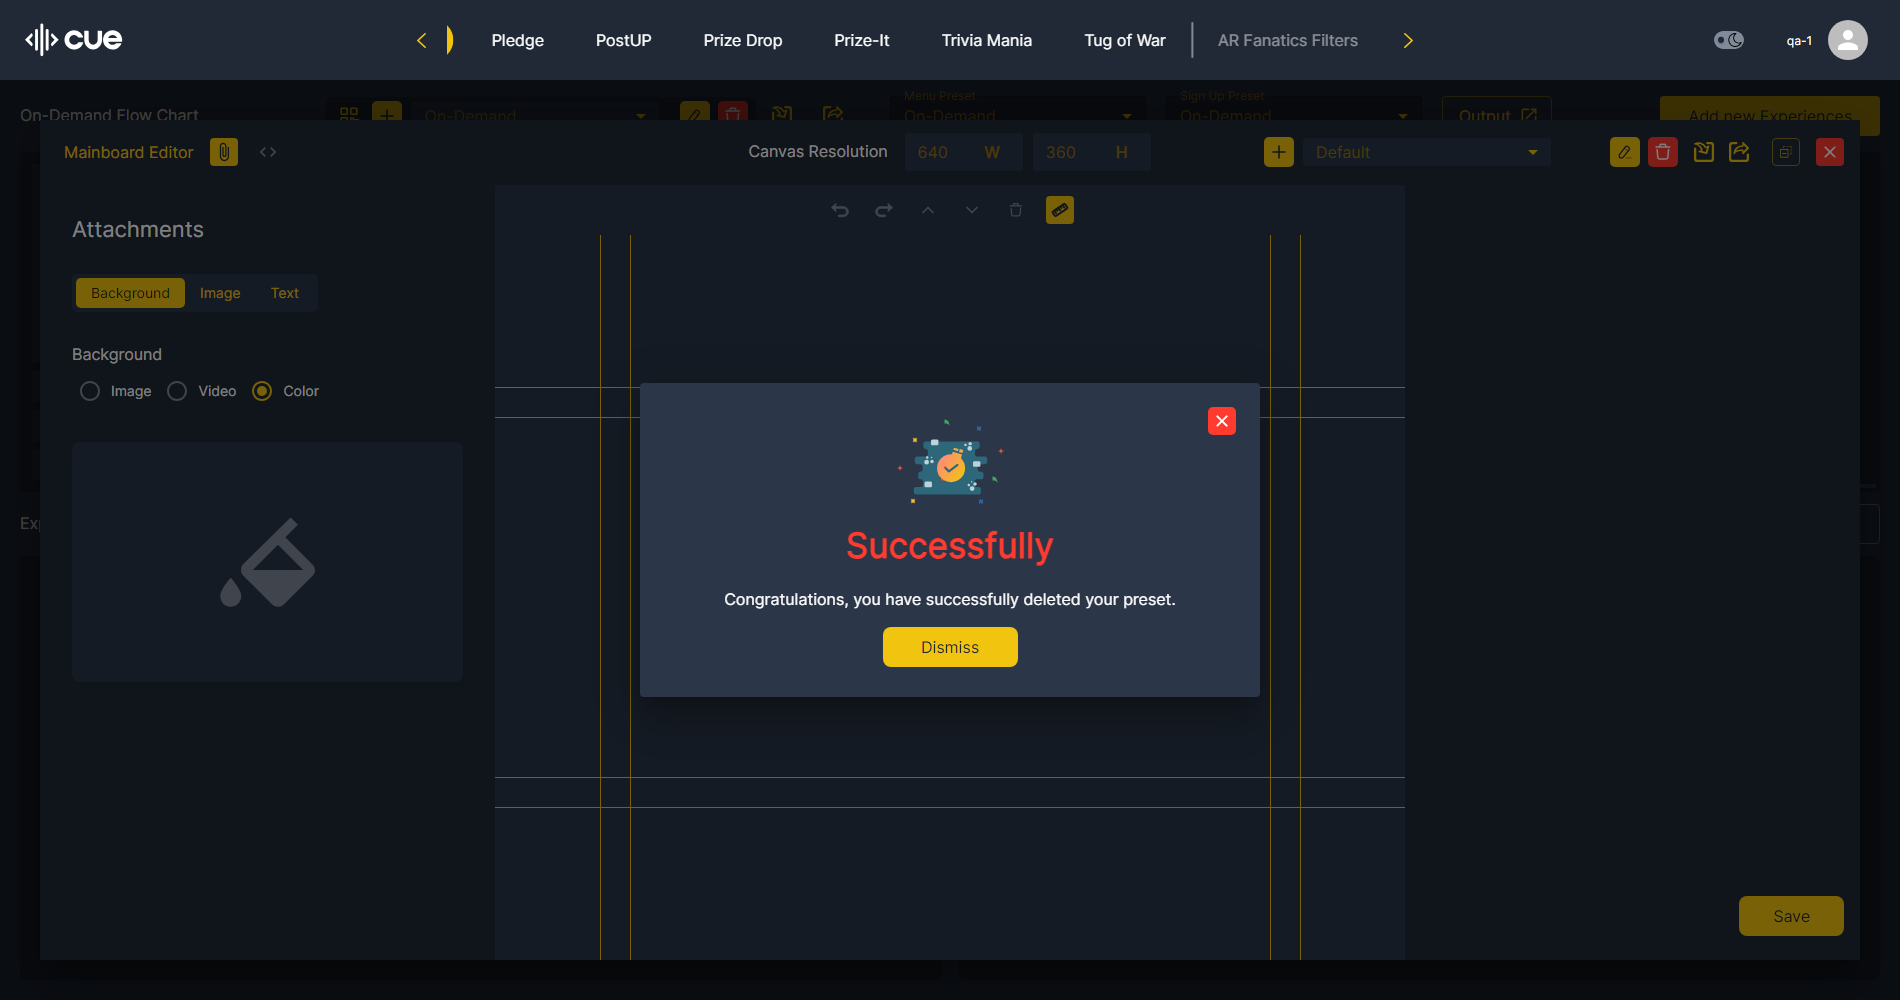 cue
Pledge
PostUP
Prize Drop
Prize-It
Trivia Mania
Tug of War
AR Fanatics Filters
qa-1
On-Demand Flow Chart
On-Demand
Menu Preset
On-Demand
Sign Up Preset
On-Demand
Output
Add new Experiences
Mainboard Editor
Canvas Resolution
640 W
360 H
Default
Attachments
Background
Image
Text
Background
Image
Video
Color
Successfully
Congratulations, you have successfully deleted your preset.
Dismiss
Save